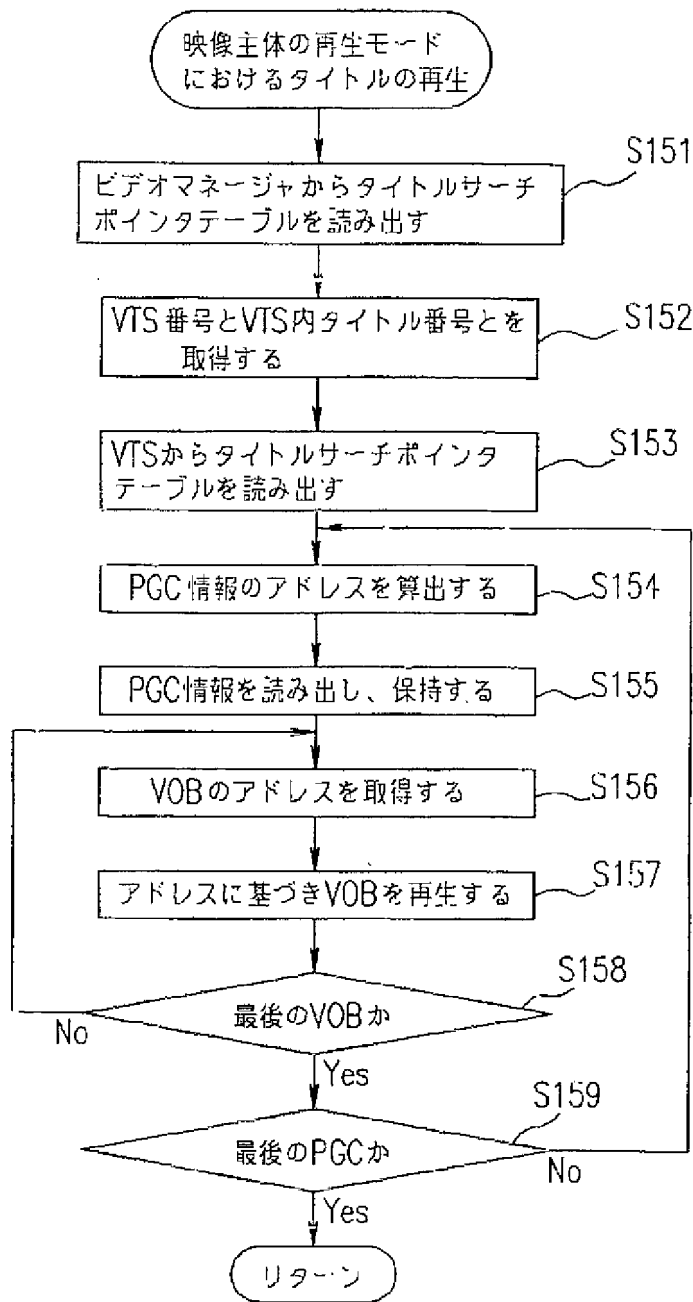 映像主体の再生モード
におけるタイトルの再生
S151
ビデオマネージャからタイトルサーチ
ポインタテーブルを読み出す
S152
VTS番号とVTS内タイトル番号とを
取得する
S153
VTSからタイトルサーチポインタ
テーブルを読み出す
PGC情報のアドレスを算出する
S154
PGC情報を読み出し、保持する
S155
VOBのアドレスを取得する
S156
アドレスに基づきVOBを再生する
S157
S158
最後のVOBか
No
Yes
S159
最後のPGCか
No
Yes
リターン